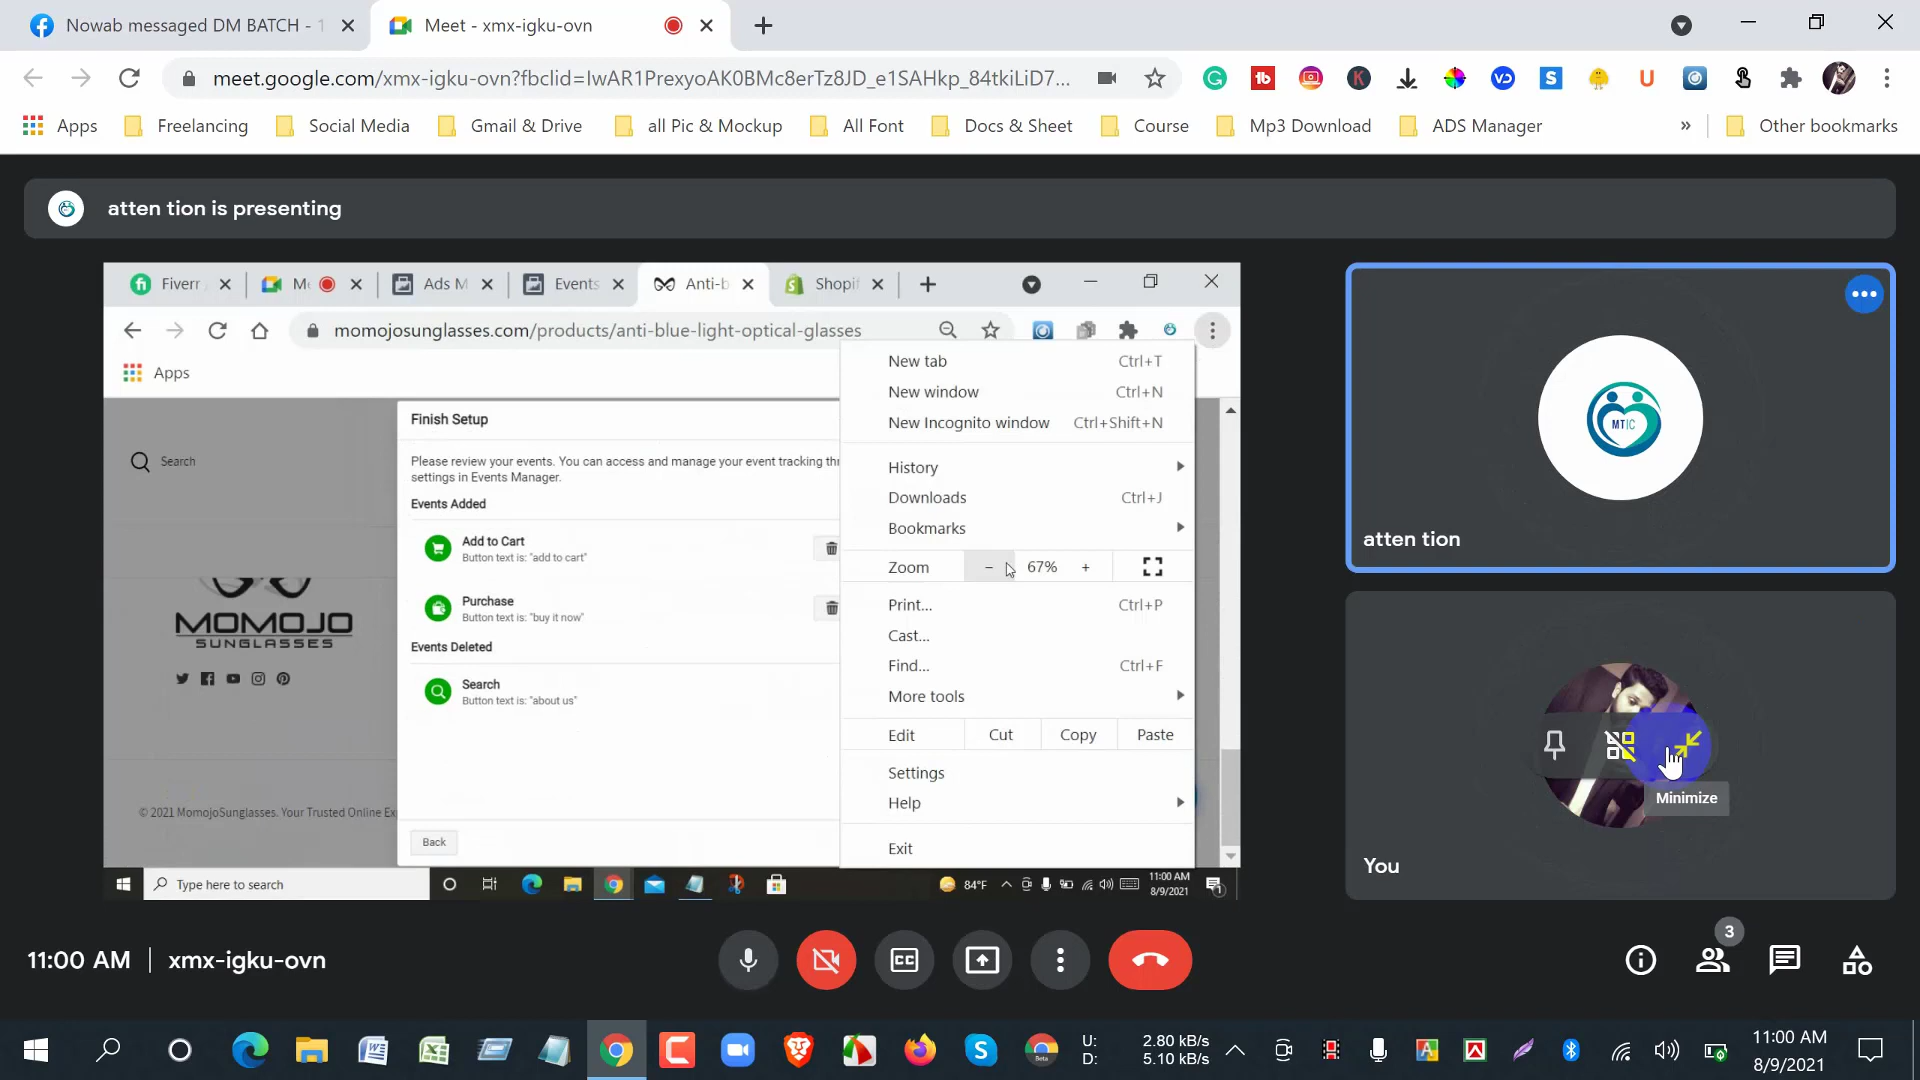 Nowab messaged DM BATCH - 1
Meet - xmx-igku-ovn
meet.google.com/xmx-igku-ovn?fbclid=IwAR1PrexyoAK0BMc8erTz8JD_e1SAHkp_84tkiLiD7...
Apps
Freelancing
Social Media
Gmail & Drive
all Pic & Mockup
All Font
Docs & Sheet
Course
Mp3 Download
ADS Manager
»
Other bookmarks
atten tion is presenting
Fiverr
Me
Ads M
Events
Anti-b
Shopif
momojosunglasses.com/products/anti-blue-light-optical-glasses
Apps
New tab Ctrl+T
New window Ctrl+N
New Incognito window Ctrl+Shift+N
History
Downloads Ctrl+J
Bookmarks
Zoom - 67% +
Print... Ctrl+P
Cast...
Find... Ctrl+F
More tools
Edit Cut Copy Paste
Settings
Help
Exit
Search
Finish Setup
Please review your events. You can access and manage your event tracking
settings in Events Manager.
Events Added
Add to Cart
Button text is: "add to cart"
Purchase
Button text is: "buy it now"
Events Deleted
Search
Button text is: "about us"
Back
MOMOJO
SUNGLASSES
© 2021 MomojoSunglasses. Your Trusted Online
Type here to search
84°F
11:00 AM
8/9/2021
MTIC
atten tion
Minimize
You
11:00 AM | xmx-igku-ovn
3
U: 2.80 kB/s
D: 5.10 kB/s
11:00 AM
8/9/2021